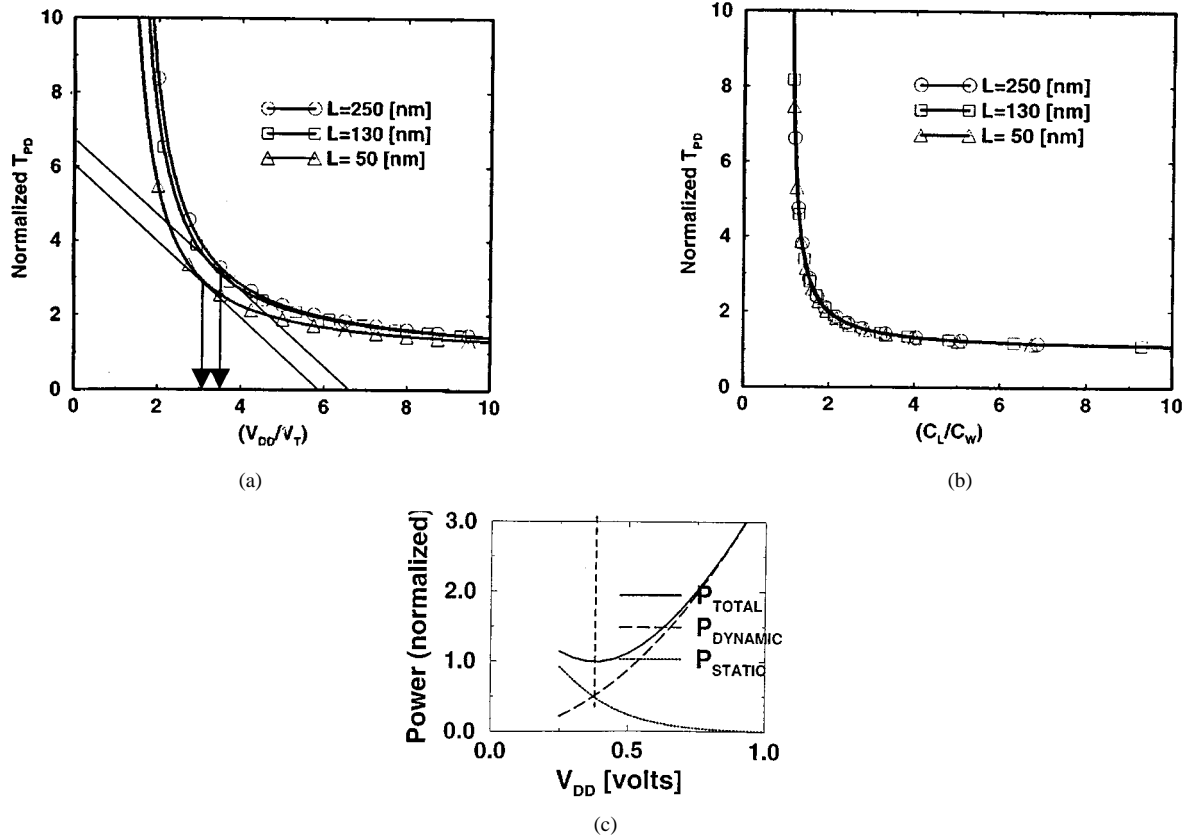 10
8
6
4
2
0
Normalized T_PD
L=250 [nm]
L=130 [nm]
L= 50 [nm]
0 2 4 6 8 10
(V_DD/V_T)
(a)
10
8
6
4
2
0
Normalized T_PD
L=250 [nm]
L=130 [nm]
L= 50 [nm]
0 2 4 6 8 10
(C_L/C_W)
(b)
3.0
2.0
1.0
0.0
Power (normalized)
P_TOTAL
P_DYNAMIC
P_STATIC
0.0 0.5 1.0
V_DD [volts]
(c)